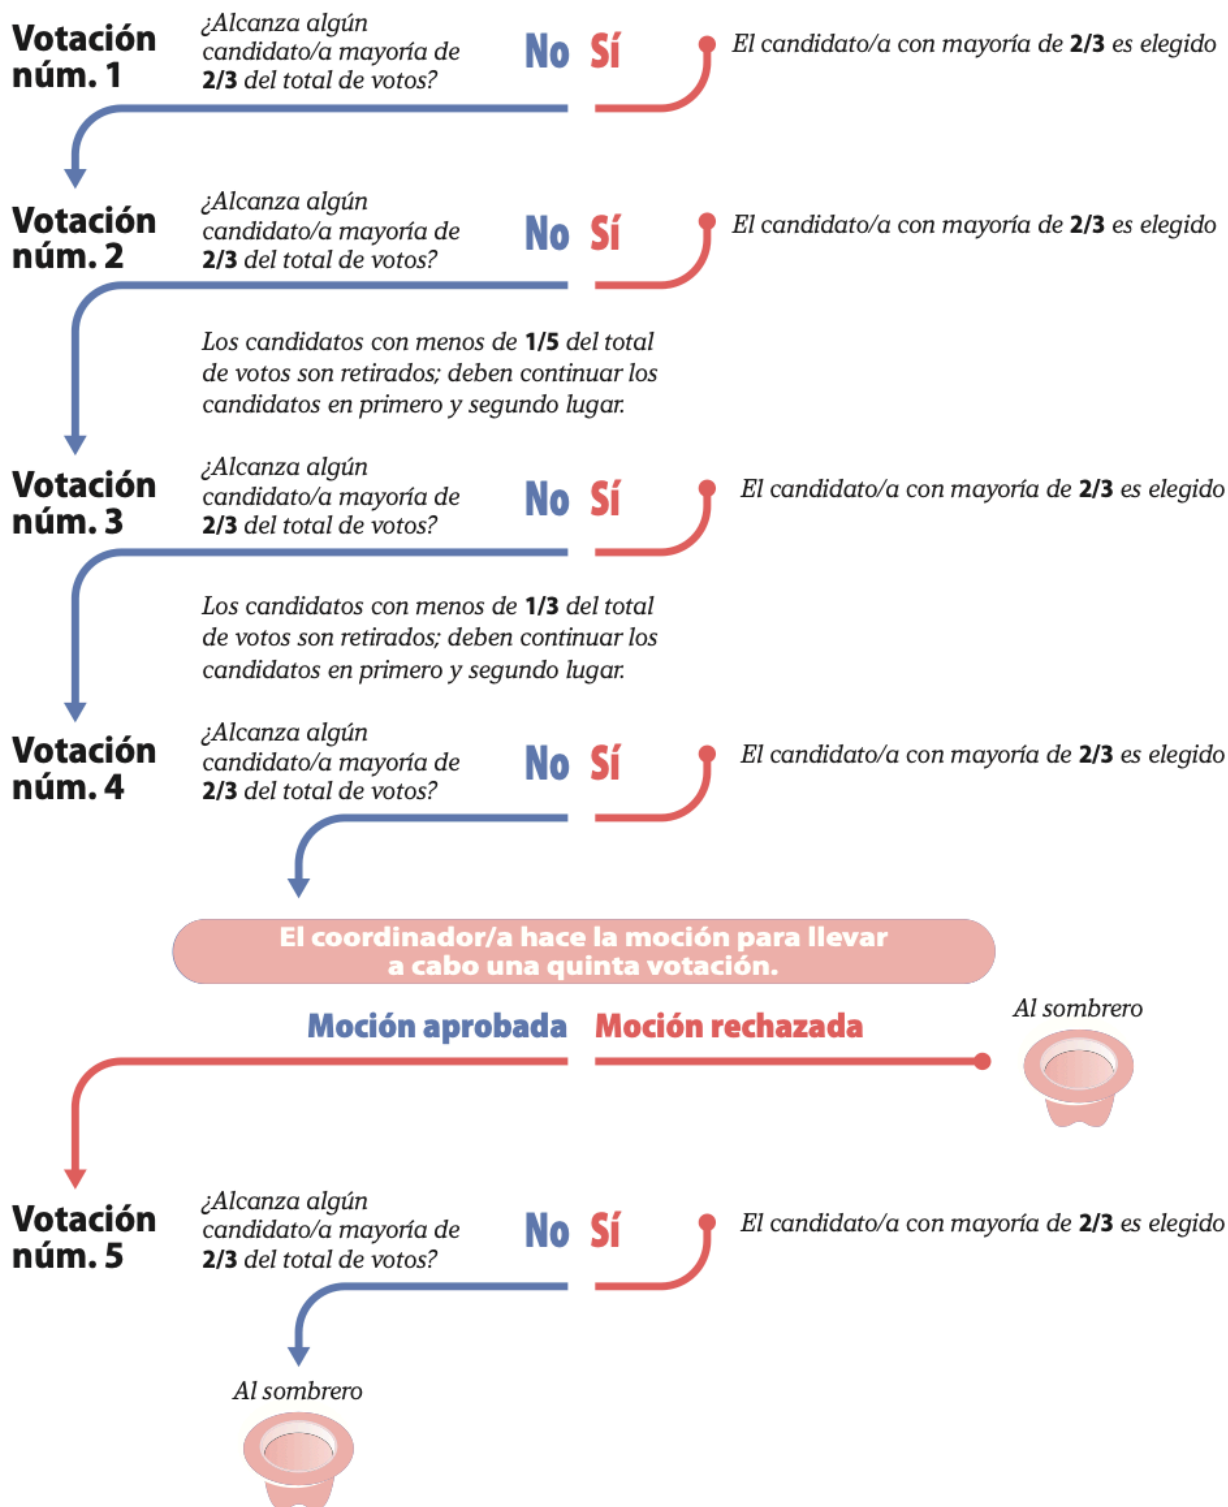 Votación
núm. 1
¿Alcanza algún
candidato/a mayoría de
2/3 del total de votos?
No Sí
El candidato/a con mayoría de 2/3 es elegido
Votación
núm. 2
¿Alcanza algún
candidato/a mayoría de
2/3 del total de votos?
No Sí
El candidato/a con mayoría de 2/3 es elegido
Los candidatos con menos de 1/5 del total
de votos son retirados; deben continuar los
candidatos en primero y segundo lugar.
Votación
núm. 3
¿Alcanza algún
candidato/a mayoría de
2/3 del total de votos?
No Sí
El candidato/a con mayoría de 2/3 es elegido
Los candidatos con menos de 1/3 del total
de votos son retirados; deben continuar los
candidatos en primero y segundo lugar.
Votación
núm. 4
¿Alcanza algún
candidato/a mayoría de
2/3 del total de votos?
No Sí
El candidato/a con mayoría de 2/3 es elegido
El coordinador/a hace la moción para llevar
a cabo una quinta votación.
Moción aprobada Moción rechazada
Al sombrero
Votación
núm. 5
¿Alcanza algún
candidato/a mayoría de
2/3 del total de votos?
No Sí
El candidato/a con mayoría de 2/3 es elegido
Al sombrero